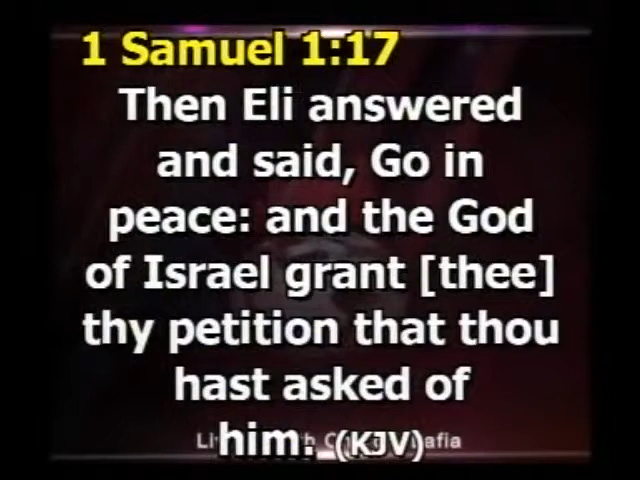 1 Samuel 1:17
Then Eli answered
and said, Go in
peace: and the God
of Israel grant [thee]
thy petition that thou
hast asked of
him. (KJV)